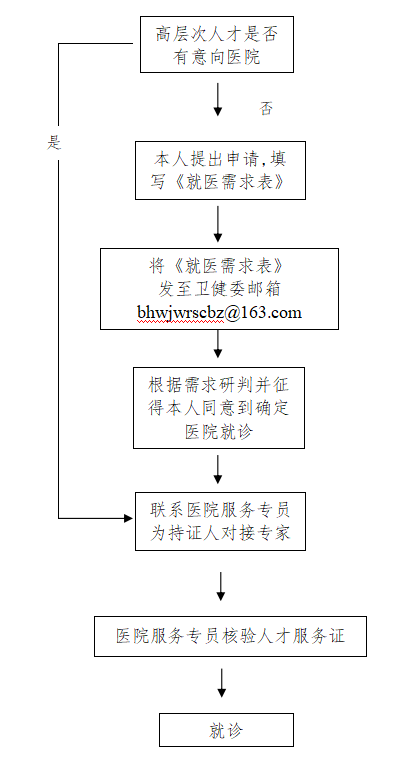 高层次人才是否
有意向医院
否
是
本人提出申请,填
写《就医需求表》
将《就医需求表》
发至卫健委邮箱
bhwjwrscbz@163.com
根据需求研判并征
得本人同意到确定
医院就诊
联系医院服务专员
为持证人对接专家
医院服务专员核验人才服务证
就诊